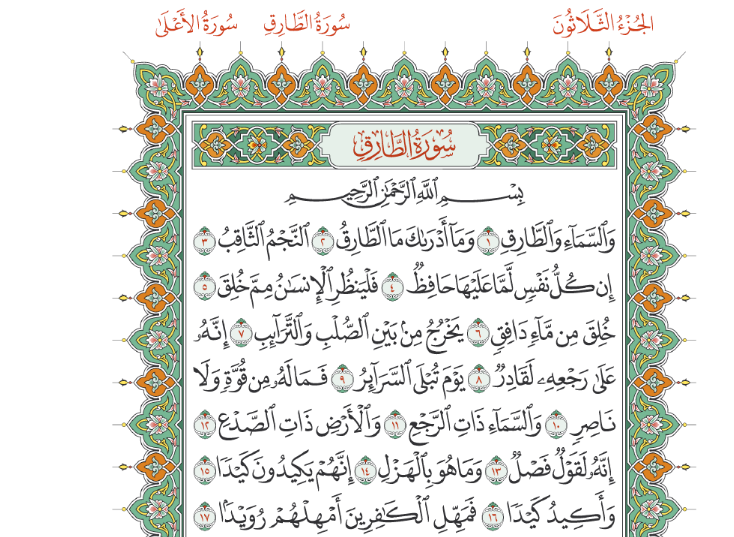 الجُزْءُ الثَّلَاثُونَ سُورَةُ الطَّارِقِ سُورَةُ الأَعْلَىٰ
سُورَةُ الطَّارِقِ
بِسْمِ ٱللَّهِ ٱلرَّحْمَٰنِ ٱلرَّحِيمِ
وَٱلسَّمَآءِ وَٱلطَّارِقِ ١ وَمَآ أَدْرَىٰكَ مَا ٱلطَّارِقُ ٢ ٱلنَّجْمُ ٱلثَّاقِبُ ٣
إِن كُلُّ نَفْسٍ لَّمَّا عَلَيْهَا حَافِظٌ ٤ فَلْيَنظُرِ ٱلْإِنسَٰنُ مِمَّ خُلِقَ ٥
خُلِقَ مِن مَّآءٍ دَافِقٍ ٦ يَخْرُجُ مِنۢ بَيْنِ ٱلصُّلْبِ وَٱلتَّرَآئِبِ ٧ إِنَّهُۥ
عَلَىٰ رَجْعِهِۦ لَقَادِرٌ ٨ يَوْمَ تُبْلَى ٱلسَّرَآئِرُ ٩ فَمَا لَهُۥ مِن قُوَّةٍ وَلَا
نَاصِرٍ ١٠ وَٱلسَّمَآءِ ذَاتِ ٱلرَّجْعِ ١١ وَٱلْأَرْضِ ذَاتِ ٱلصَّدْعِ ١٢
إِنَّهُۥ لَقَوْلٌ فَصْلٌ ١٣ وَمَا هُوَ بِٱلْهَزْلِ ١٤ إِنَّهُمْ يَكِيدُونَ كَيْدًا ١٥
وَأَكِيدُ كَيْدًا ١٦ فَمَهِّلِ ٱلْكَٰفِرِينَ أَمْهِلْهُمْ رُوَيْدًۢا ١٧